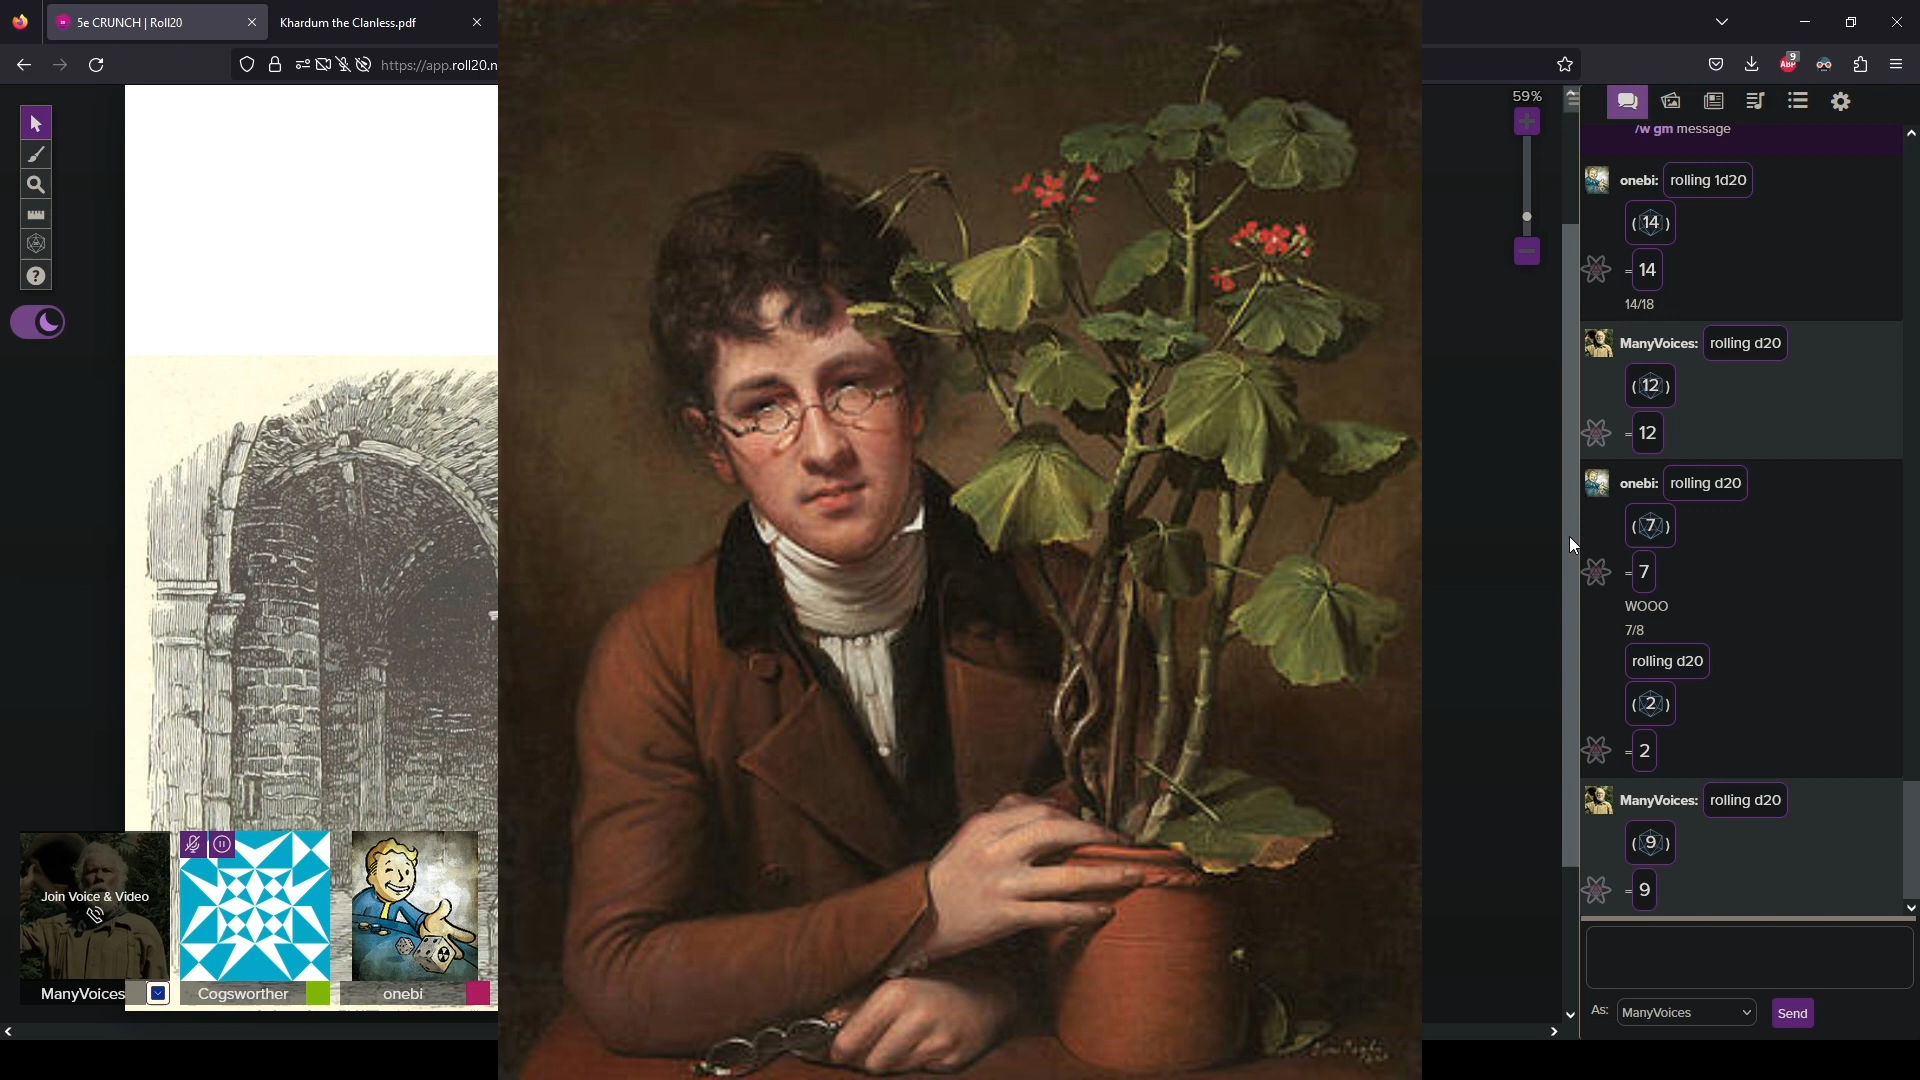 5e CRUNCH | Roll20
Khardum the Clanless.pdf
https://app.roll20.n
9
ABP
59%
/w gm message
onebi: rolling 1d20
(14)
=14
14/18
ManyVoices: rolling d20
(12)
=12
onebi: rolling d20
(7)
=7
WOOO
7/8
rolling d20
(2)
=2
ManyVoices: rolling d20
(9)
=9
Join Voice & Video
ManyVoices
Cogsworther
onebi
As: ManyVoices
Send